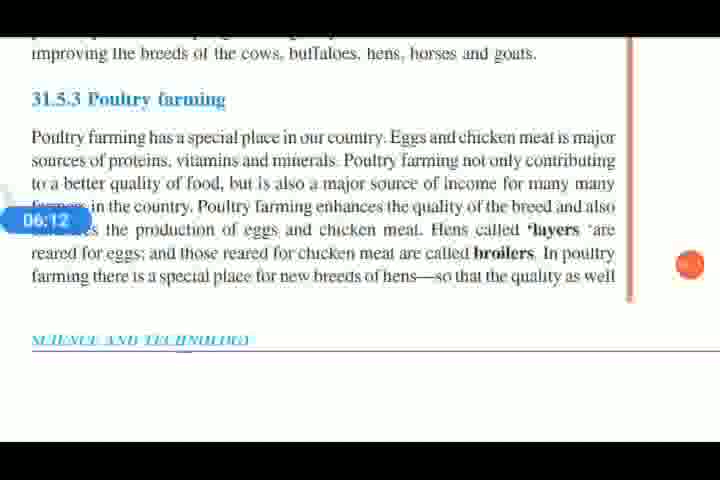 improving the breeds of the cows, buffaloes, hens, horses and goats.
31.5.3 Poultry farming
Poultry farming has a special place in our country. Eggs and chicken meat is major
sources of proteins, vitamins and minerals. Poultry farming not only contributing
to a better quality of food, but is also a major source of income for many many
in the country. Poultry farming enhances the quality of the breed and also
06:12
the production of eggs and chicken meat. Hens called ‘layers ‘are
reared for eggs; and those reared for chicken meat are called broilers. In poultry
farming there is a special place for new breeds of hens—so that the quality as well
SCIENCE AND TECHNOLOGY